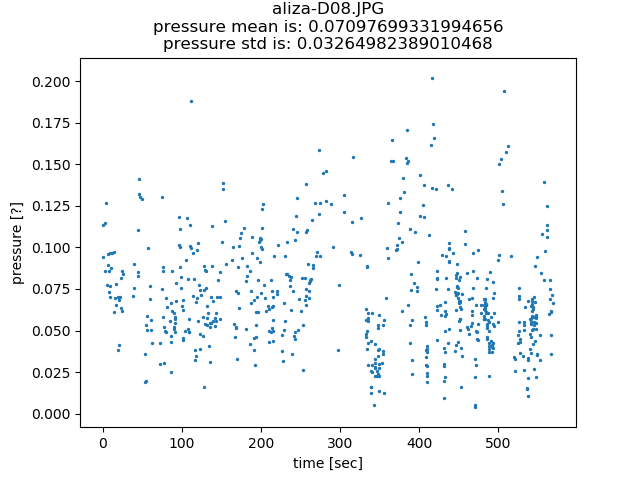 aliza-D08.JPG
pressure mean is: 0.07097699331994656
pressure std is: 0.03264982389010468
0.200
0.175
0.150
0.125
0.100
0.075
0.050
0.025
0.000
pressure [?]
0 100 200 300 400 500
time [sec]